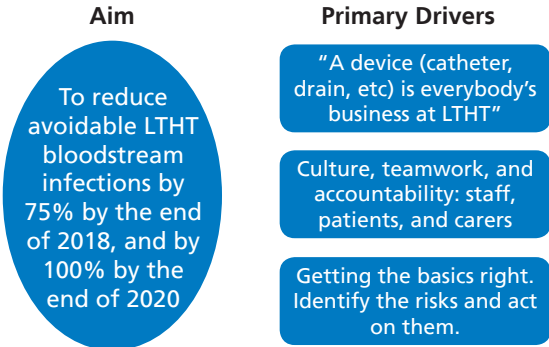 Aim
To reduce
avoidable LTHT
bloodstream
infections by
75% by the end
of 2018, and by
100% by the
end of 2020
Primary Drivers
“A device (catheter,
drain, etc) is everybody’s
business at LTHT”
Culture, teamwork, and
accountability: staff,
patients, and carers
Getting the basics right.
Identify the risks and act
on them.